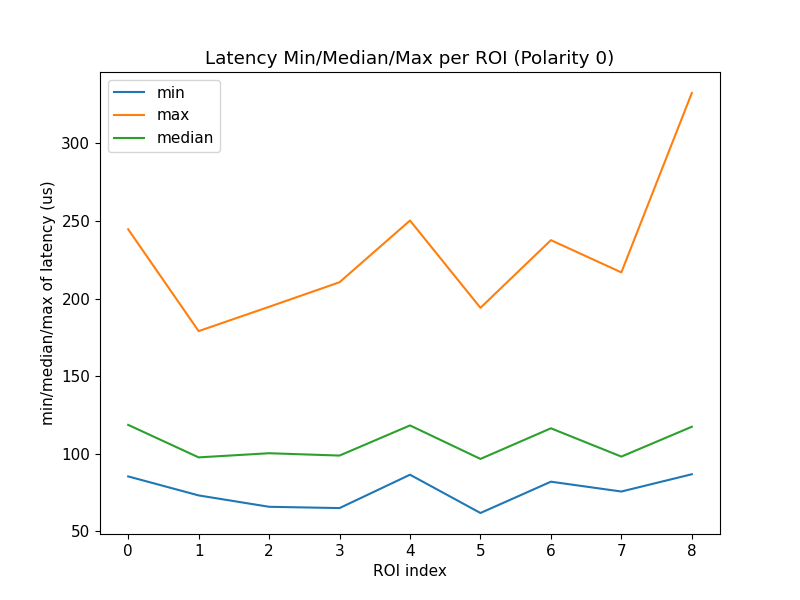 Latency Min/Median/Max per ROI (Polarity 0)
min
max
median
min/median/max of latency (us)
300
250
200
150
100
50
0 1 2 3 4 5 6 7 8
ROI index